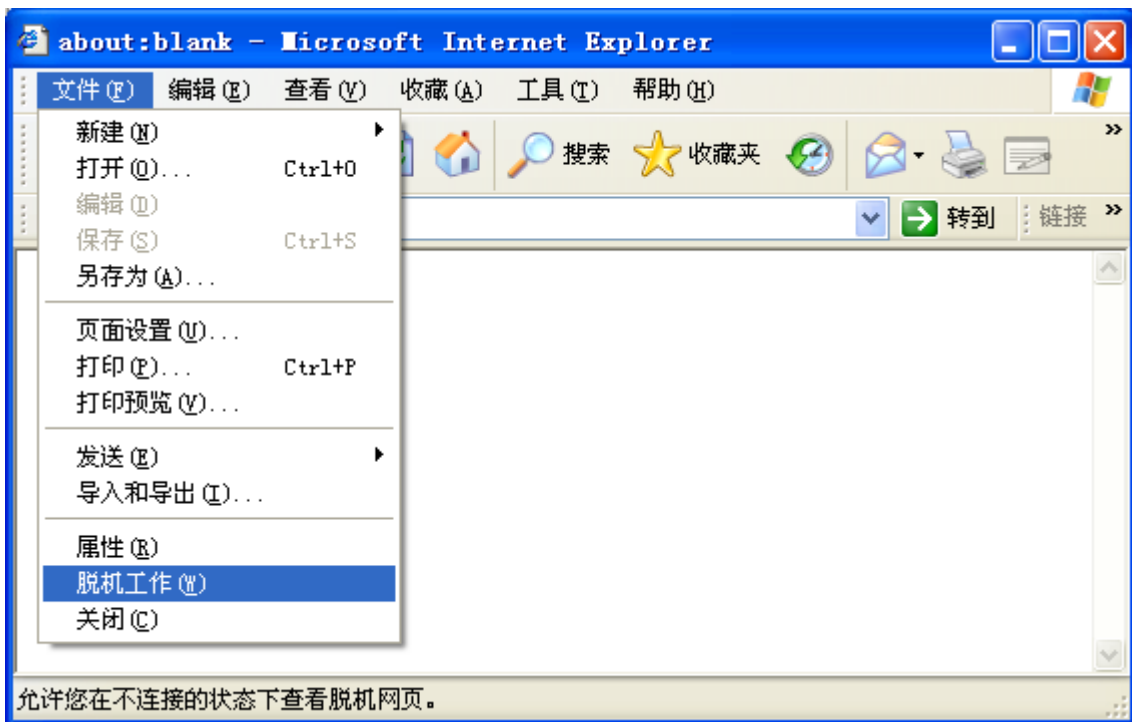 about:blank - Microsoft Internet Explorer
文件(F) 编辑(E) 查看(V) 收藏(A) 工具(T) 帮助(H)
新建(N)
搜索 收藏夹 »
打开(O)... Ctrl+O
编辑(D)
转到 链接 »
保存(S) Ctrl+S
另存为(A)...
页面设置(U)...
打印(P)... Ctrl+P
打印预览(V)...
发送(E)
导入和导出(I)...
属性(R)
脱机工作(W)
关闭(C)
允许您在不连接的状态下查看脱机网页。